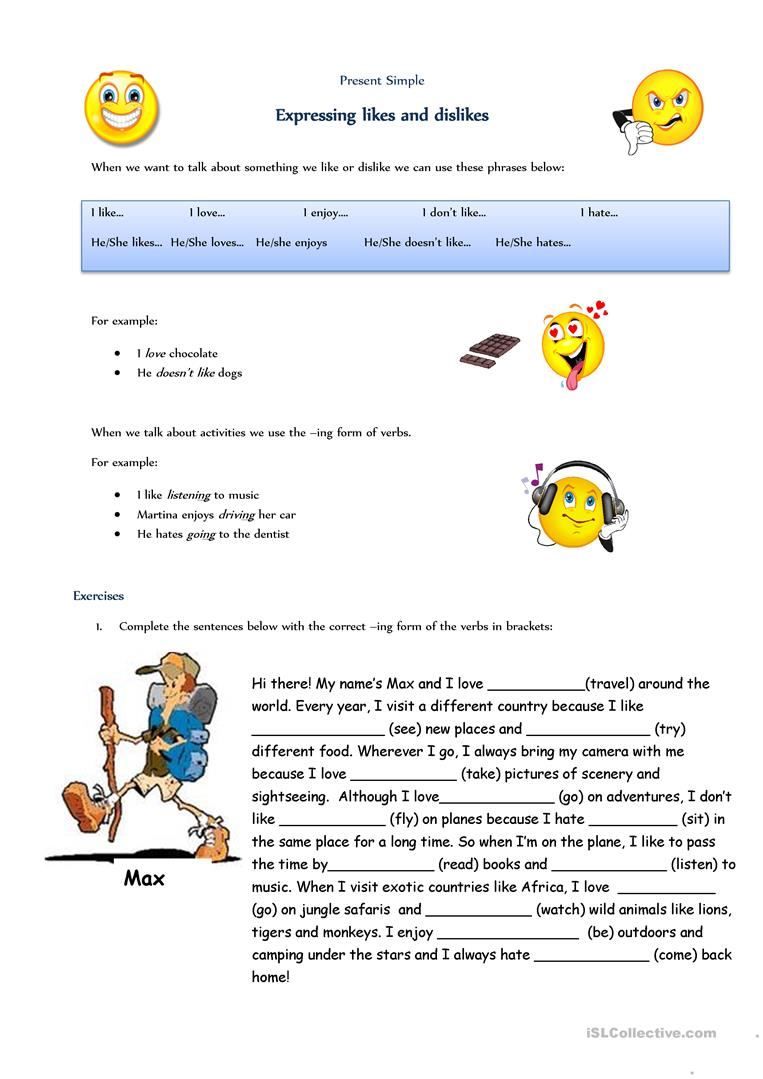 Present Simple
Expressing likes and dislikes
When we want to talk about something we like or dislike we can use these phrases below:
I like... I love... I enjoy.... I don't like... I hate...
He/She likes... He/She loves... He/she enjoys He/She doesn't like... He/She hates...
For example:
• I love chocolate
• He doesn't like dogs
When we talk about activities we use the –ing form of verbs.
For example:
• I like listening to music
• Martina enjoys driving her car
• He hates going to the dentist
Exercises
1. Complete the sentences below with the correct –ing form of the verbs in brackets:
Hi there! My name's Max and I love ___________(travel) around the
world. Every year, I visit a different country because I like
_______________ (see) new places and ___________ (try)
different food. Wherever I go, I always bring my camera with me
because I love ____________ (take) pictures of scenery and
sightseeing. Although I love_____________ (go) on adventures, I don't
like ____________ (fly) on planes because I hate __________ (sit) in
the same place for a long time. So when I'm on the plane, I like to pass
the time by____________ (read) books and _____________ (listen) to
music. When I visit exotic countries like Africa, I love ___________
(go) on jungle safaris and ____________ (watch) wild animals like lions,
tigers and monkeys. I enjoy ________________ (be) outdoors and
camping under the stars and I always hate _____________ (come) back
home!
Max
iSLCollective.com